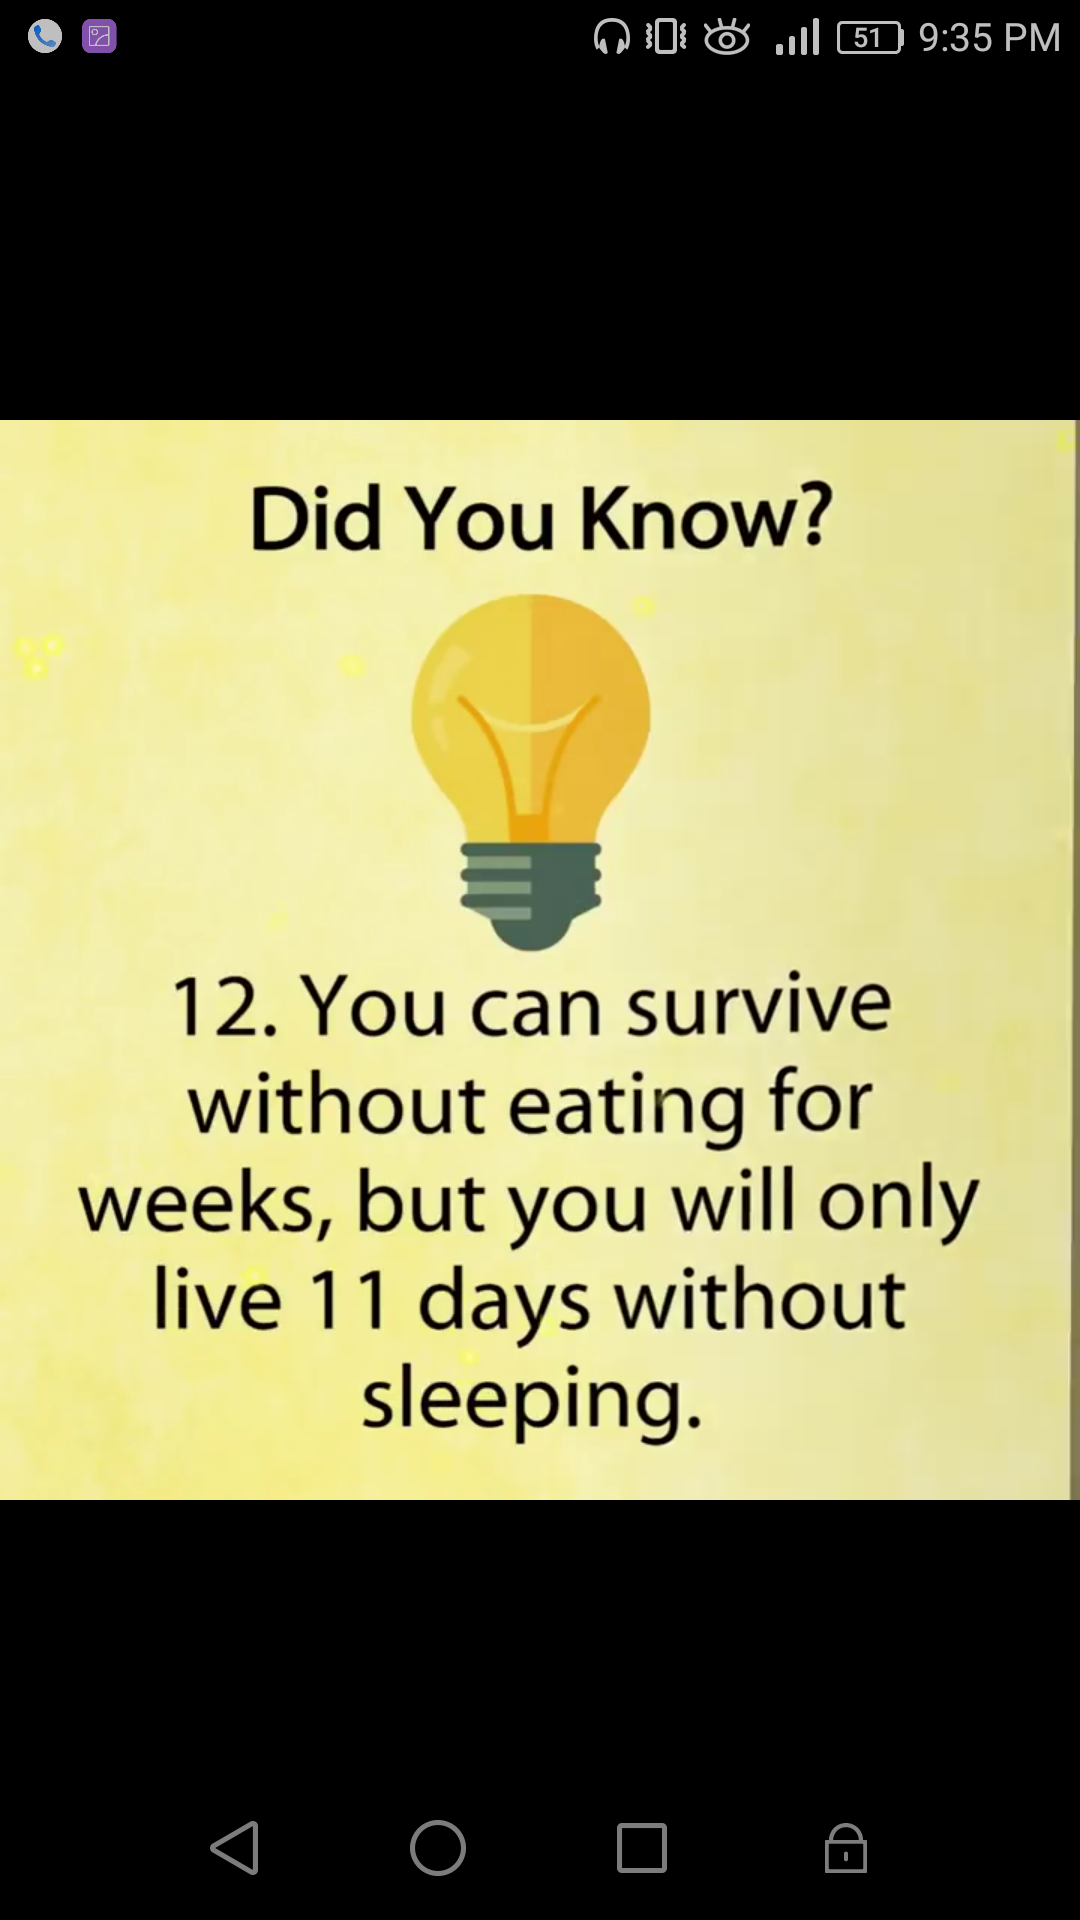 51 9:35 PM
Did You Know?
12. You can survive
without eating for
weeks, but you will only
live 11 days without
sleeping.